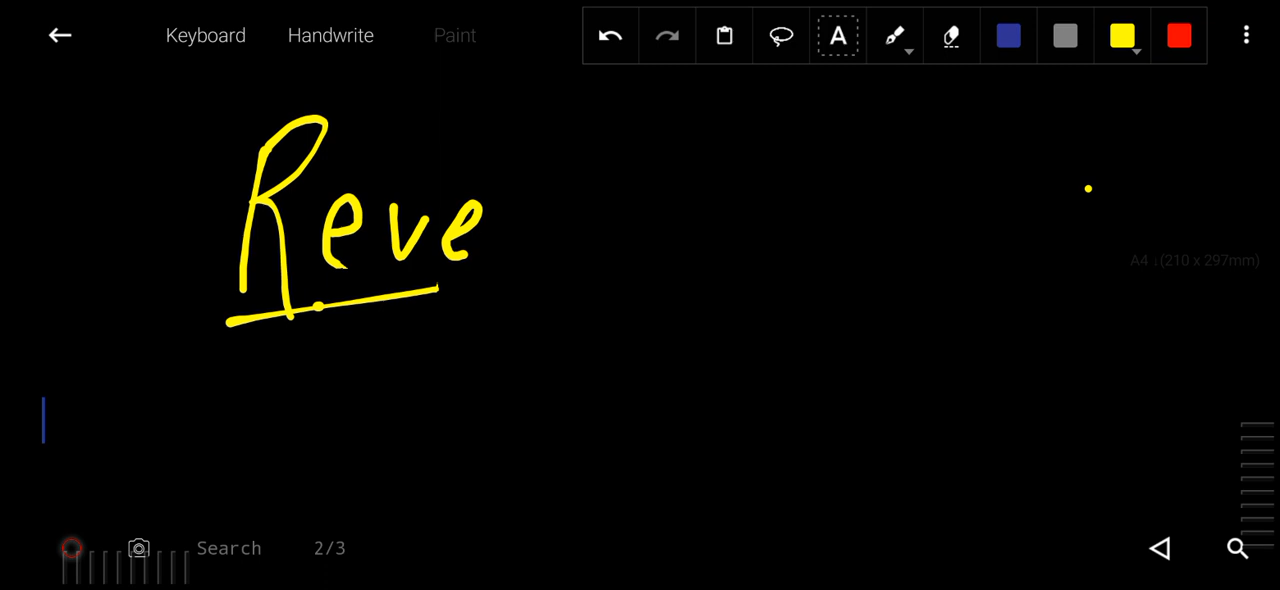 Keyboard Handwrite Paint A
Reve
A4 ↓(210 x 297mm)
Search 2/3